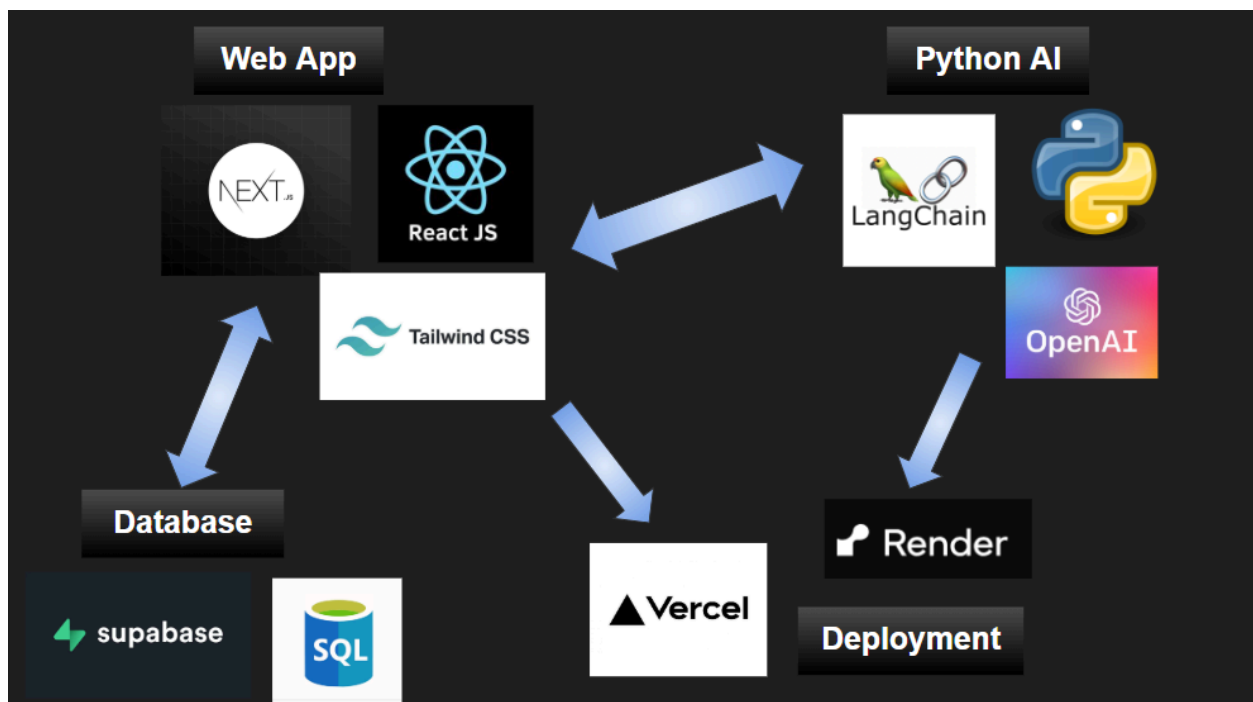 Web App
Python AI
NEXT.JS
React JS
LangChain
Tailwind CSS
OpenAI
Database
Render
supabase
SQL
Vercel
Deployment